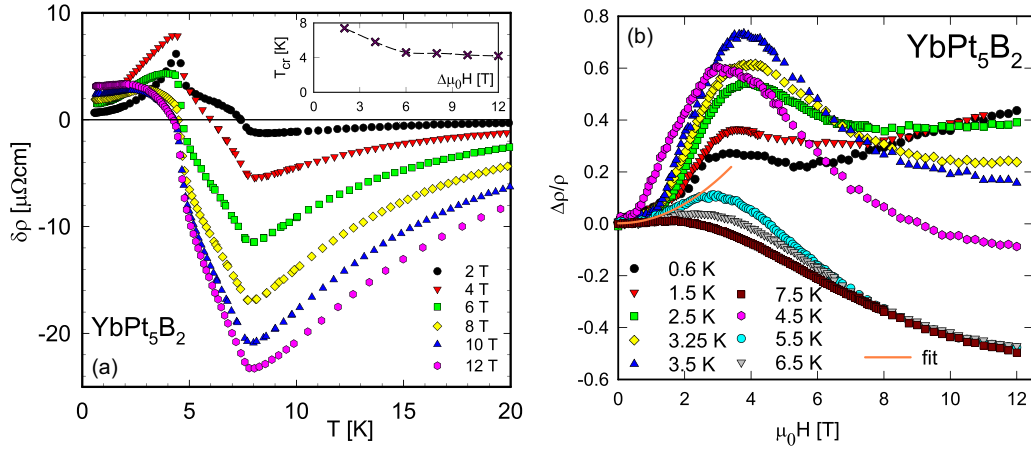 (a)
T_cr [K]
8
4
0
0
3
6
9
12
Δμ₀H [T]
δρ [μΩcm]
10
0
-10
-20
YbPt₅B₂
(a)
2 T
4 T
6 T
8 T
10 T
12 T
0
5
10
15
20
T [K]
(b)
YbPt₅B₂
Δρ/ρ
0.8
0.6
0.4
0.2
0.0
-0.2
-0.4
-0.6
0.6 K
1.5 K
2.5 K
3.25 K
3.5 K
7.5 K
4.5 K
5.5 K
6.5 K
fit
0
2
4
6
8
10
12
μ₀H [T]